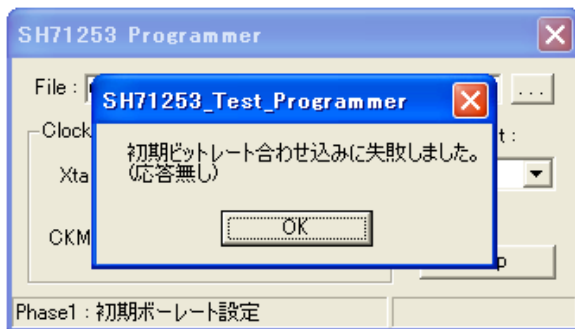 SH71253 Programmer
File :
...
SH71253_Test_Programmer
Clock
t :
初期ビットレート合わせ込みに失敗しました。
(応答無し)
Xta
OK
CKM
p
Phase1 : 初期ボーレート設定